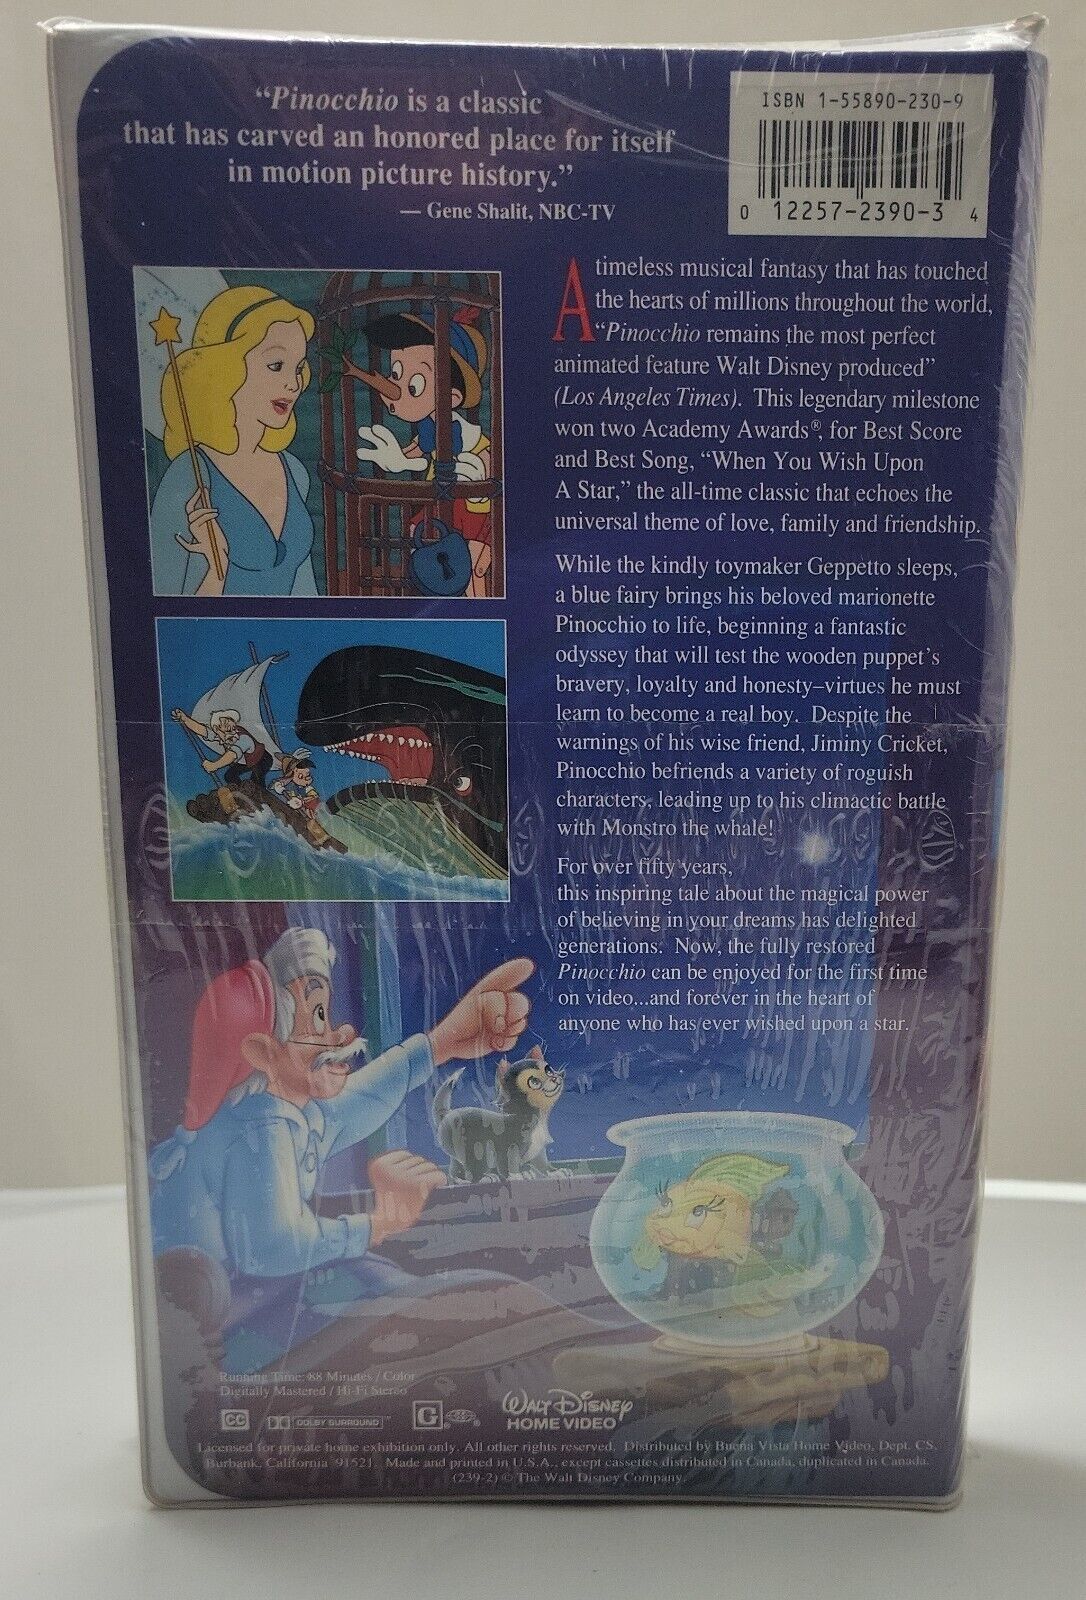 “Pinocchio is a classic
that has carved an honored place for itself
in motion picture history.”
— Gene Shalit, NBC-TV
ISBN 1-55890-230-9
0 12257-2390-3 4
A timeless musical fantasy that has touched
the hearts of millions throughout the world,
“Pinocchio remains the most perfect
animated feature Walt Disney produced”
(Los Angeles Times). This legendary milestone
won two Academy Awards®, for Best Score
and Best Song, “When You Wish Upon
A Star,” the all-time classic that echoes the
universal theme of love, family and friendship.
While the kindly toymaker Geppetto sleeps,
a blue fairy brings his beloved marionette
Pinocchio to life, beginning a fantastic
odyssey that will test the wooden puppet's
bravery, loyalty and honesty–virtues he must
learn to become a real boy. Despite the
warnings of his wise friend, Jiminy Cricket,
Pinocchio befriends a variety of roguish
characters, leading up to his climactic battle
with Monstro the whale!
For over fifty years,
this inspiring tale about the magical power
of believing in your dreams has delighted
generations. Now, the fully restored
Pinocchio can be enjoyed for the first time
on video...and forever in the heart of
anyone who has ever wished upon a star.
Running Time: 88 Minutes / Color
Digitally Mastered / Hi-Fi Stereo
CC DOLBY SURROUND™ G ®
WALT DISNEY
HOME VIDEO
Licensed for private home exhibition only. All other rights reserved. Distributed by Buena Vista Home Video, Dept. CS,
Burbank, California 91521. Made and printed in U.S.A., except cassettes distributed in Canada, duplicated in Canada.
(239-2) © The Walt Disney Company.